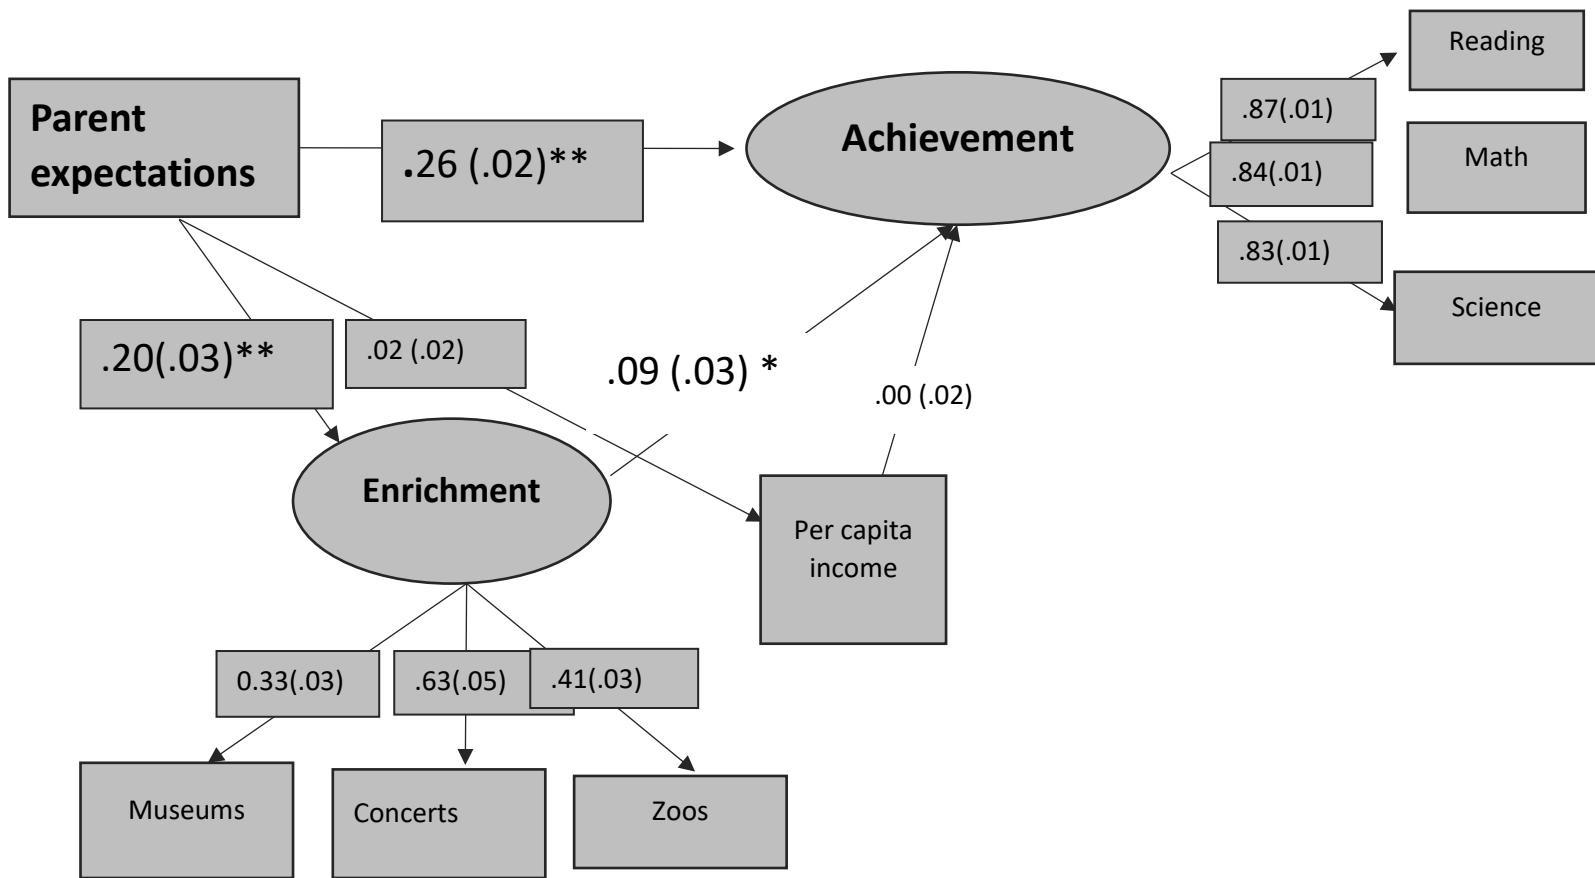 Reading
Parent
expectations
.26 (.02)**
Achievement
.87(.01)
.84(.01)
Math
.83(.01)
Science
.20(.03)**
.02 (.02)
.09 (.03) *
.00 (.02)
Enrichment
Per capita
income
0.33(.03)
.63(.05)
.41(.03)
Museums
Concerts
Zoos